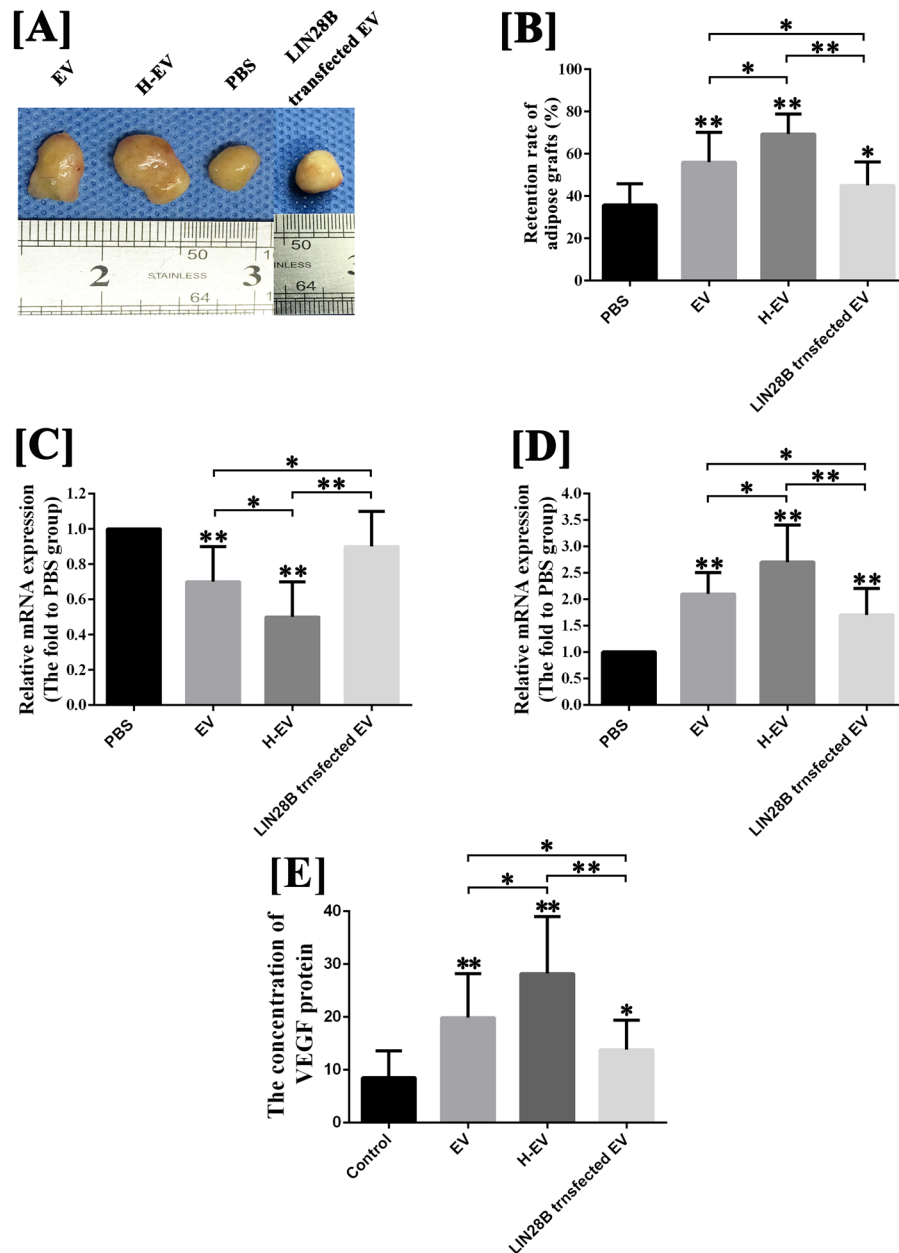 [A]
EV
H-EV
PBS
LIN28B
transfected EV
2
50
STAINLESS
3
64
50
NLESS
64
[B]
*
**
*
**
**
*
100
80
60
40
20
0
Retention rate of
adipose grafts (%)
PBS
EV
H-EV
LIN28B trnsfected EV
[C]
*
**
*
**
**
1.2
1.0
0.8
0.6
0.4
0.2
0.0
Relative mRNA expression
(The fold to PBS group)
PBS
EV
H-EV
LIN28B trnsfected EV
[D]
*
**
*
**
**
**
4.0
3.5
3.0
2.5
2.0
1.5
1.0
0.5
0.0
Relative mRNA expression
(The fold to PBS group)
PBS
EV
H-EV
LIN28B trnsfected EV
[E]
*
**
*
**
**
*
40
30
20
10
0
The concentration of
VEGF protein
Control
EV
H-EV
LIN28B trnsfected EV